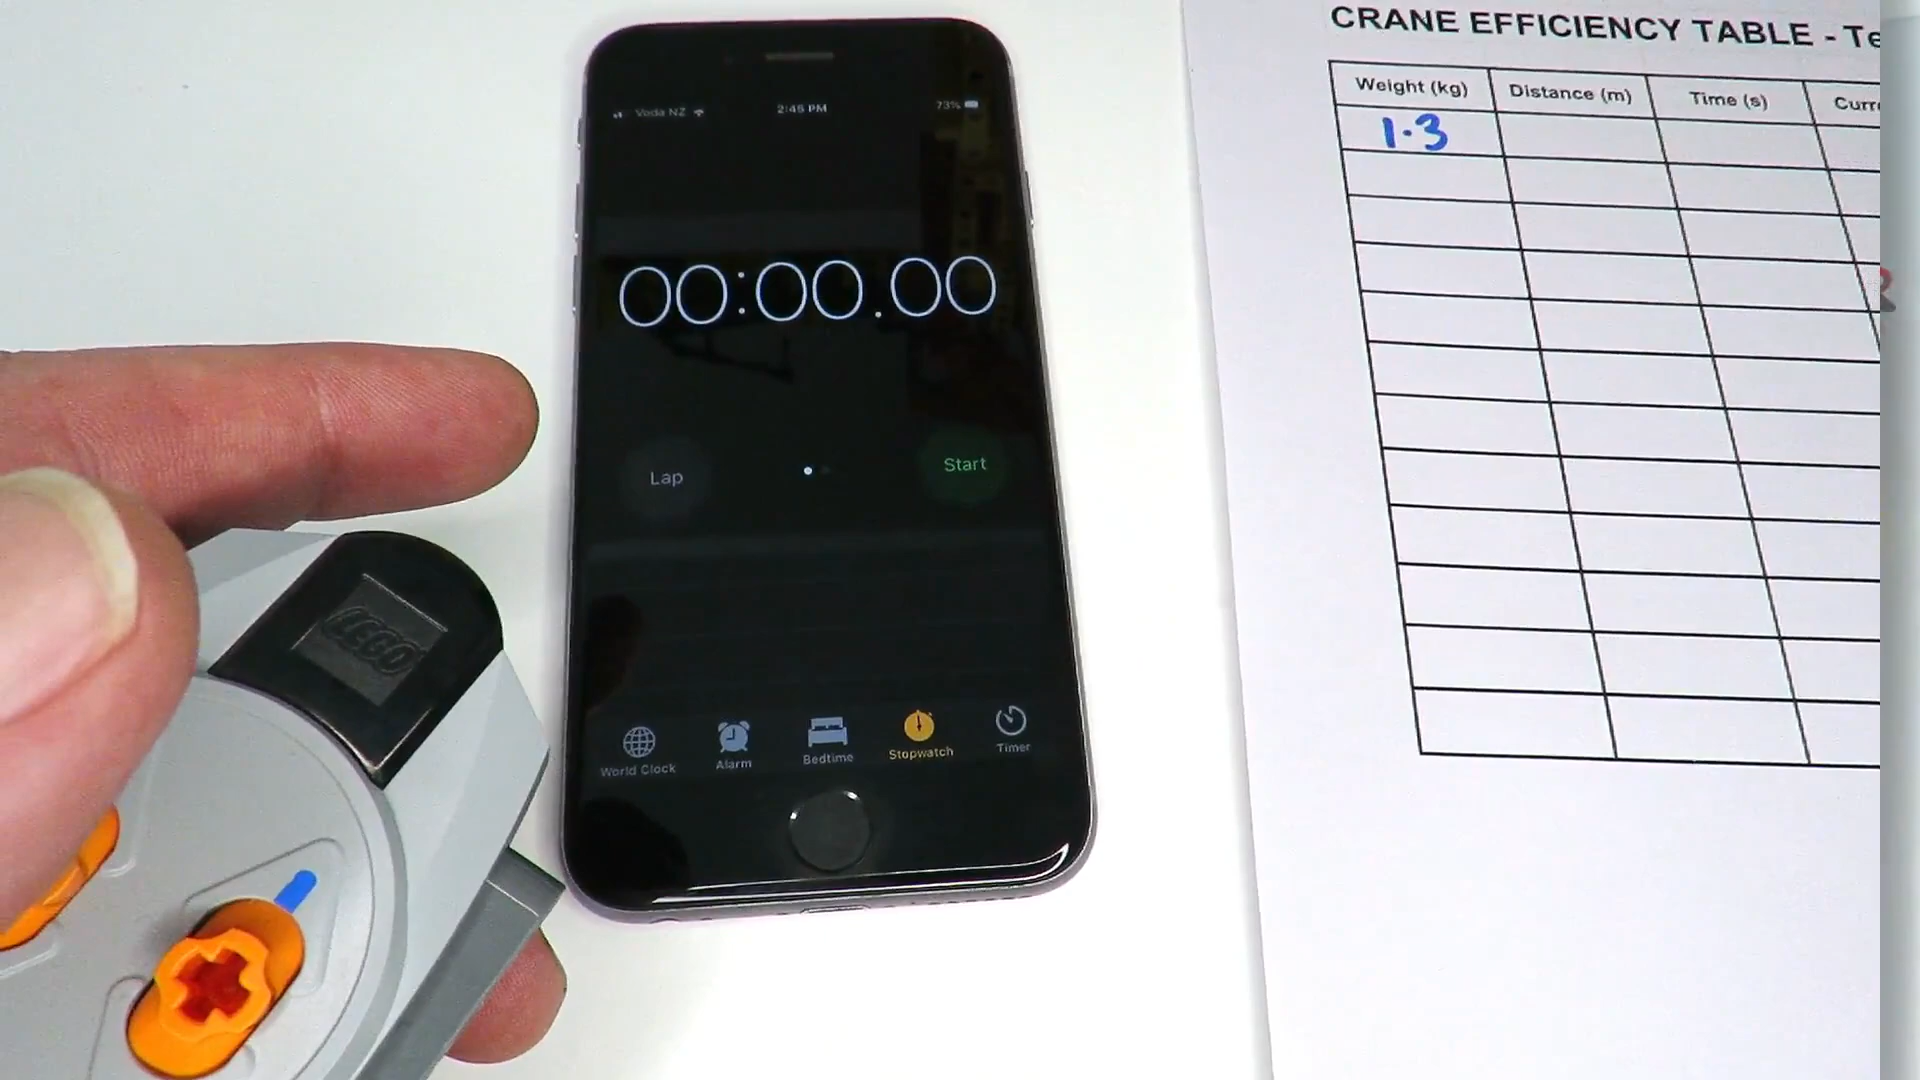 Voda NZ
2:45 PM
73%
00:00.00
Lap
Start
World Clock
Alarm
Bedtime
Stopwatch
Timer
LEGO
CRANE EFFICIENCY TABLE - Te
Weight (kg)
Distance (m)
Time (s)
Curr
1.3
R